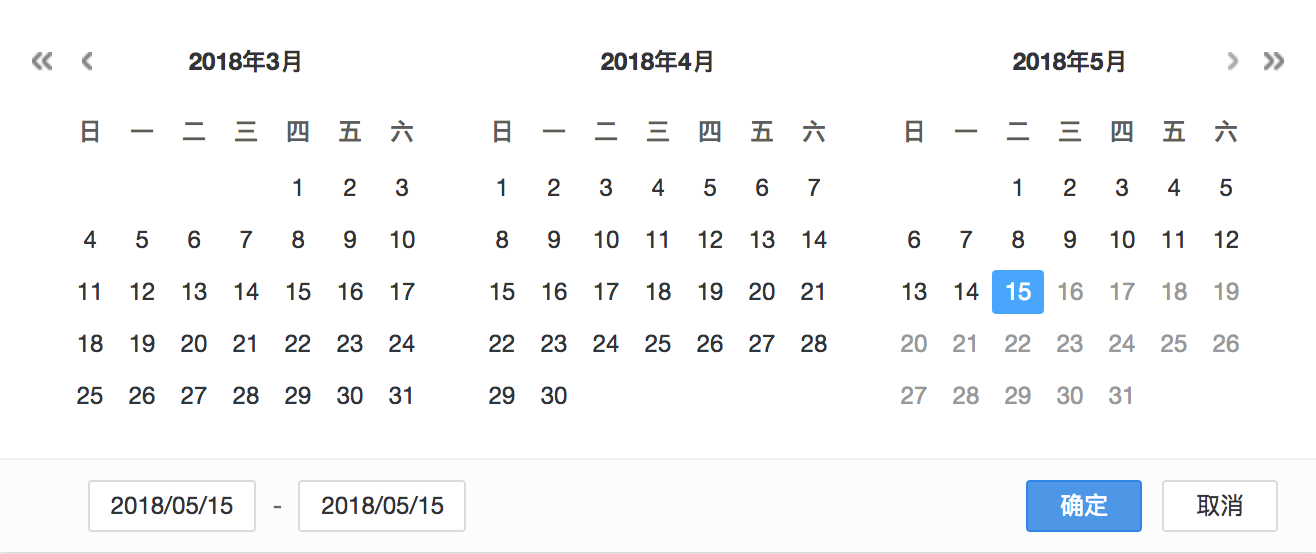 2018年3月 2018年4月 2018年5月
日 一 二 三 四 五 六 日 一 二 三 四 五 六 日 一 二 三 四 五 六
1 2 3 1 2 3 4 5 6 7 1 2 3 4 5
4 5 6 7 8 9 10 8 9 10 11 12 13 14 6 7 8 9 10 11 12
11 12 13 14 15 16 17 15 16 17 18 19 20 21 13 14 15 16 17 18 19
18 19 20 21 22 23 24 22 23 24 25 26 27 28 20 21 22 23 24 25 26
25 26 27 28 29 30 31 29 30 27 28 29 30 31
2018/05/15 - 2018/05/15 确定 取消